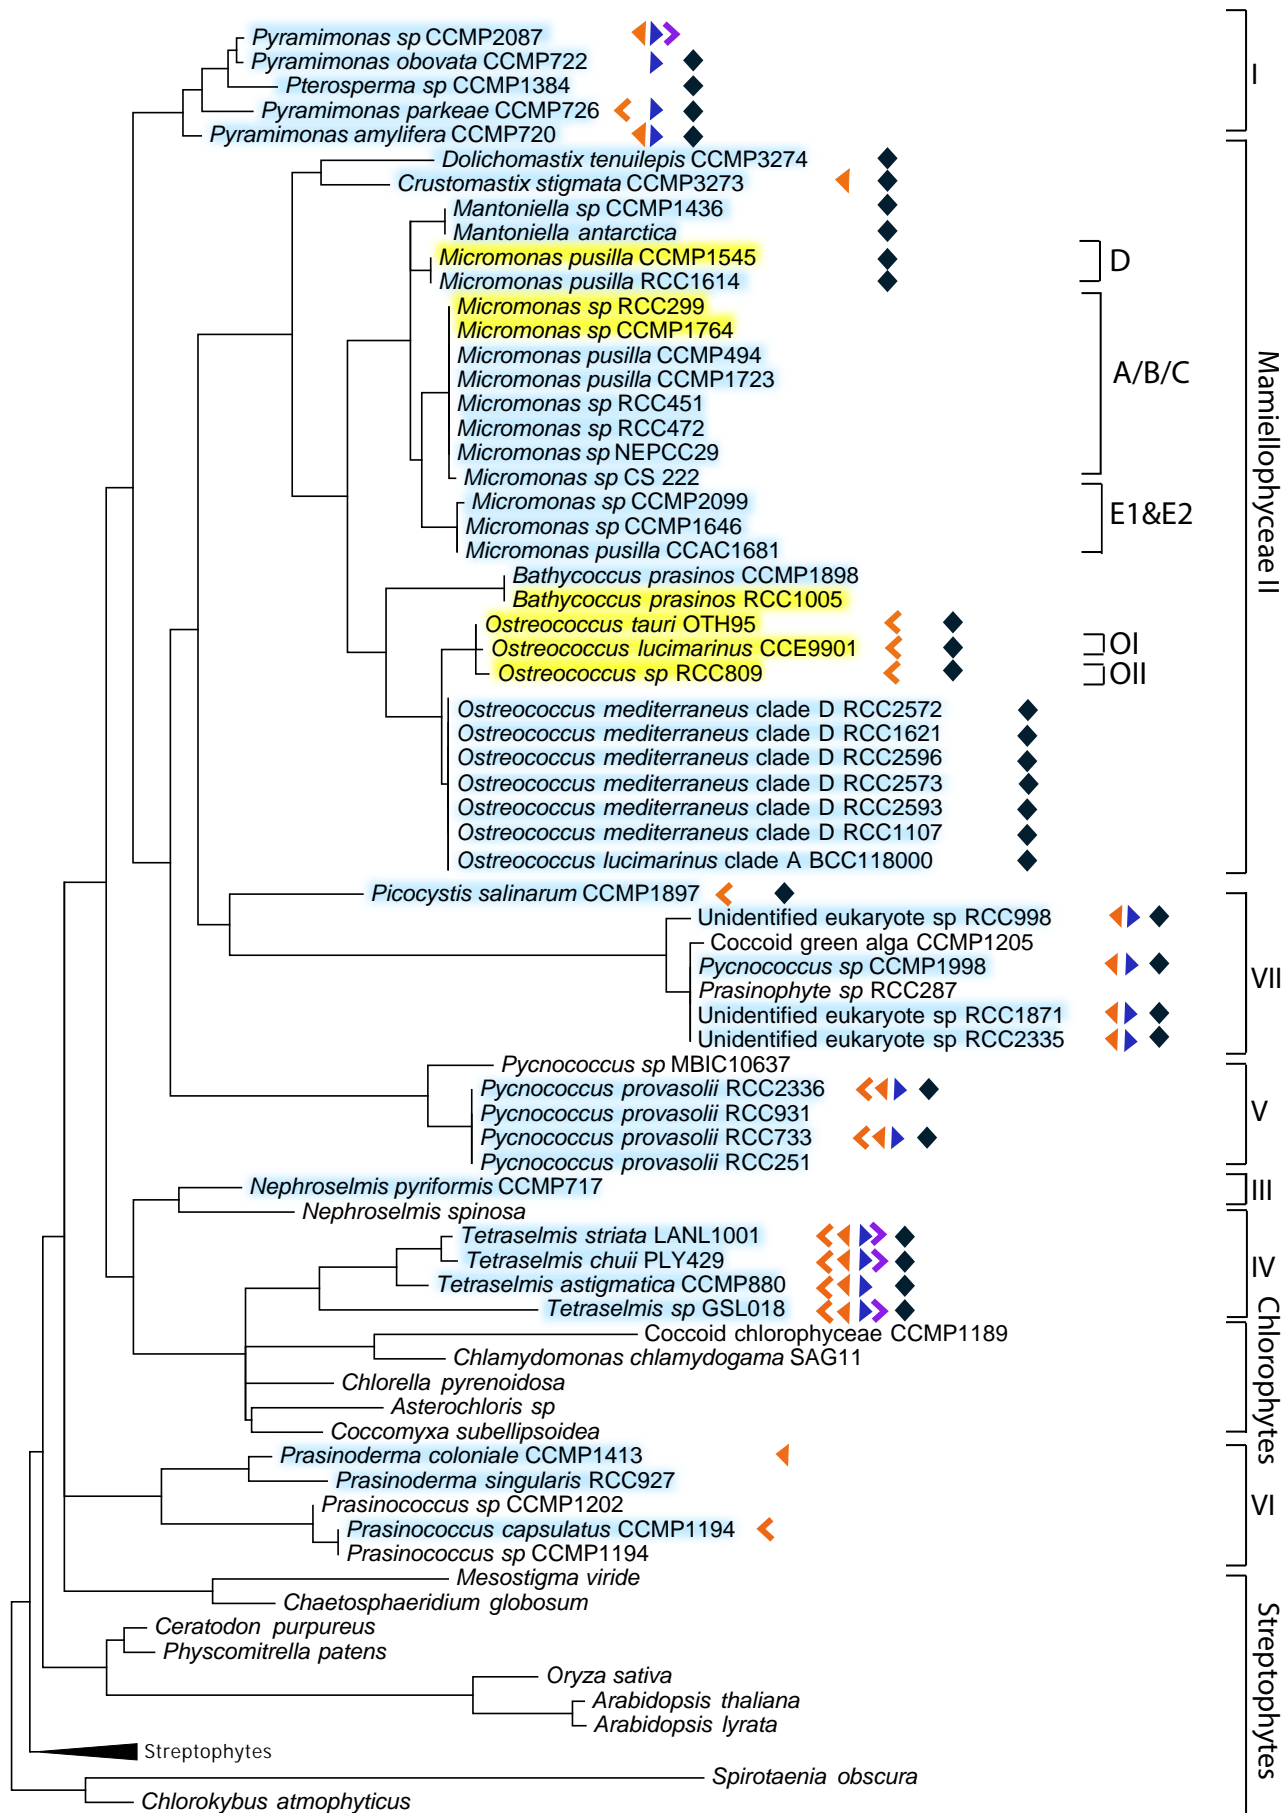 Pyramimonas sp CCMP2087
Pyramimonas obovata CCMP722
Pterosperma sp CCMP1384
Pyramimonas parkeae CCMP726
Pyramimonas amylifera CCMP720
I
Dolichomastix tenuilepis CCMP3274
Crustomastix stigmata CCMP3273
Mantoniella sp CCMP1436
Mantoniella antarctica
Micromonas pusilla CCMP1545
Micromonas pusilla RCC1614
D
Micromonas sp RCC299
Micromonas sp CCMP1764
Micromonas pusilla CCMP494
Micromonas pusilla CCMP1723
Micromonas sp RCC451
Micromonas sp RCC472
Micromonas sp NEPCC29
Micromonas sp CS 222
A/B/C
Micromonas sp CCMP2099
Micromonas sp CCMP1646
Micromonas pusilla CCAC1681
E1&E2
Bathycoccus prasinos CCMP1898
Bathycoccus prasinos RCC1005
Ostreococcus tauri OTH95
Ostreococcus lucimarinus CCE9901
OI
Ostreococcus sp RCC809
OII
Ostreococcus mediterraneus clade D RCC2572
Ostreococcus mediterraneus clade D RCC1621
Ostreococcus mediterraneus clade D RCC2596
Ostreococcus mediterraneus clade D RCC2573
Ostreococcus mediterraneus clade D RCC2593
Ostreococcus mediterraneus clade D RCC1107
Ostreococcus lucimarinus clade A BCC118000
Mamiellophyceae II
Picocystis salinarum CCMP1897
Unidentified eukaryote sp RCC998
Coccoid green alga CCMP1205
Pycnococcus sp CCMP1998
Prasinophyte sp RCC287
Unidentified eukaryote sp RCC1871
Unidentified eukaryote sp RCC2335
VII
Pycnococcus sp MBIC10637
Pycnococcus provasolii RCC2336
Pycnococcus provasolii RCC931
Pycnococcus provasolii RCC733
Pycnococcus provasolii RCC251
V
Nephroselmis pyriformis CCMP717
Nephroselmis spinosa
III
Tetraselmis striata LANL1001
Tetraselmis chuii PLY429
Tetraselmis astigmatica CCMP880
Tetraselmis sp GSL018
IV
Coccoid chlorophyceae CCMP1189
Chlamydomonas chlamydogama SAG11
Chlorella pyrenoidosa
Asterochloris sp
Coccomyxa subellipsoidea
Chlorophytes
Prasinoderma coloniale CCMP1413
Prasinoderma singularis RCC927
Prasinococcus sp CCMP1202
Prasinococcus capsulatus CCMP1194
Prasinococcus sp CCMP1194
VI
Mesostigma viride
Chaetosphaeridium globosum
Ceratodon purpureus
Physcomitrella patens
Oryza sativa
Arabidopsis thaliana
Arabidopsis lyrata
Streptophytes
Spirotaenia obscura
Chlorokybus atmophyticus
Streptophytes